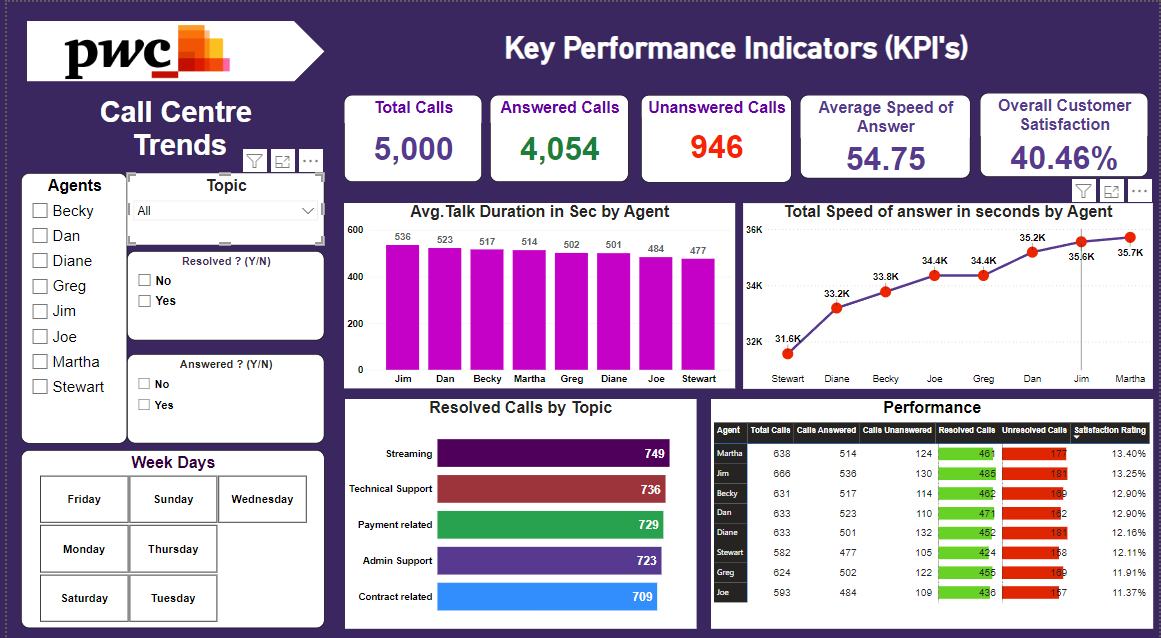 pwc
Key Performance Indicators (KPI's)
Call Centre
Trends
Total Calls
5,000
Answered Calls
4,054
Unanswered Calls
946
Average Speed of
Answer
54.75
Overall Customer
Satisfaction
40.46%
Agents
Becky
Dan
Diane
Greg
Jim
Joe
Martha
Stewart
Topic
All
Resolved ? (Y/N)
No
Yes
Answered ? (Y/N)
No
Yes
Week Days
Friday Sunday Wednesday
Monday Thursday
Saturday Tuesday
Avg.Talk Duration in Sec by Agent
600
400
200
0
536 523 517 514 502 501 484 477
Jim Dan Becky Martha Greg Diane Joe Stewart
Total Speed of answer in seconds by Agent
36K
34K
32K
31.6K 33.2K 33.8K 34.4K 34.4K 35.2K 35.6K 35.7K
Stewart Diane Becky Joe Greg Dan Jim Martha
Resolved Calls by Topic
Streaming 749
Technical Support 736
Payment related 729
Admin Support 723
Contract related 709
Performance
Agent Total Calls Calls Answered Calls Unanswered Resolved Calls Unresolved Calls Satisfaction Rating
Martha 638 514 124 461 177 13.40%
Jim 666 536 130 485 181 13.25%
Becky 631 517 114 462 169 12.90%
Dan 633 523 110 471 162 12.90%
Diane 633 501 132 452 181 12.16%
Stewart 582 477 105 424 158 12.11%
Greg 624 502 122 455 169 11.91%
Joe 593 484 109 436 157 11.37%